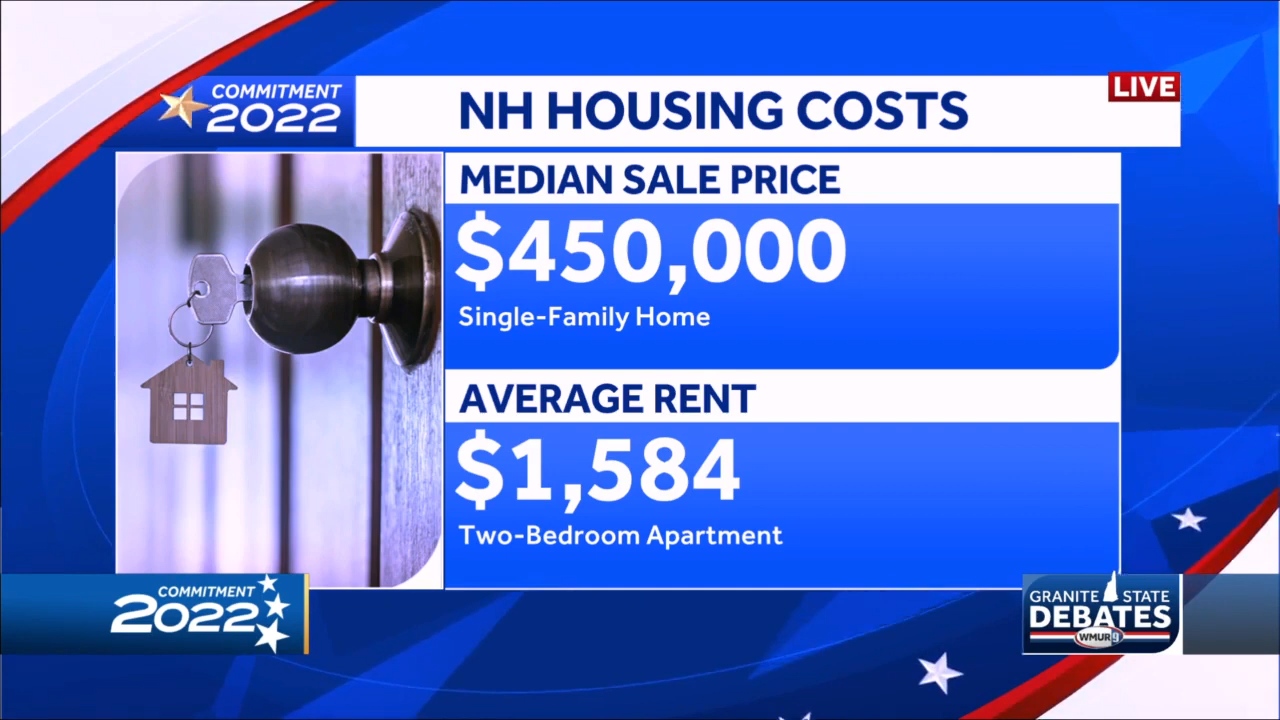 COMMITMENT
2022
NH HOUSING COSTS
LIVE
MEDIAN SALE PRICE
$450,000
Single-Family Home
AVERAGE RENT
$1,584
Two-Bedroom Apartment
COMMITMENT
2022
GRANITE STATE
DEBATES
WMUR9